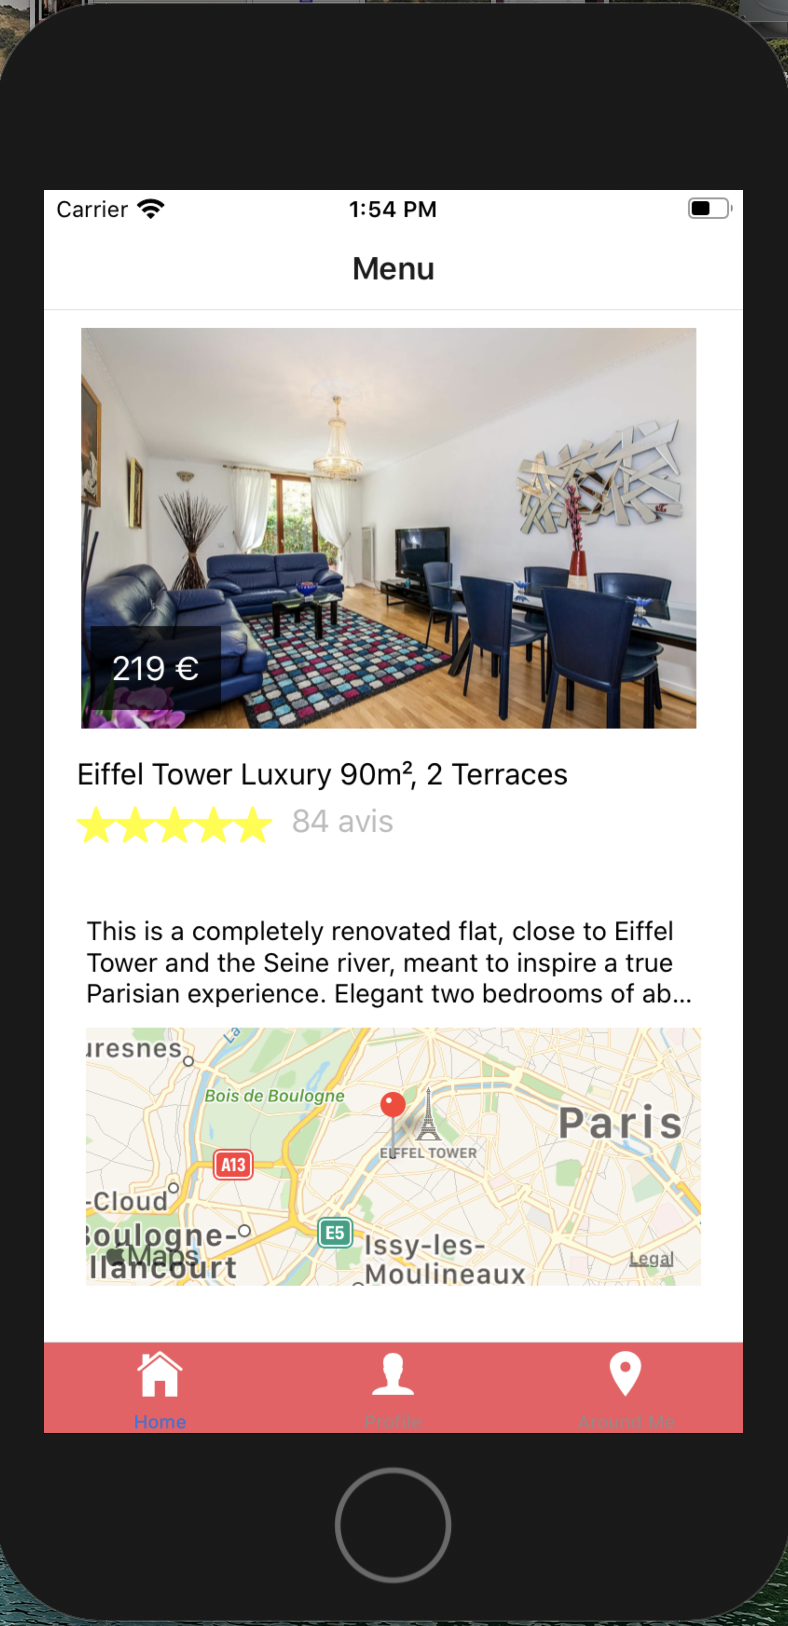 Carrier
1:54 PM
Menu
219 €
Eiffel Tower Luxury 90m², 2 Terraces
84 avis
This is a completely renovated flat, close to Eiffel
Tower and the Seine river, meant to inspire a true
Parisian experience. Elegant two bedrooms of ab...
uresnes
La
Bois de Boulogne
Paris
EIFFEL TOWER
A13
-Cloud
E5
Boulogne-
Maps
llancourt
Issy-les-
Moulineaux
Legal
Home
Profile
Around Me